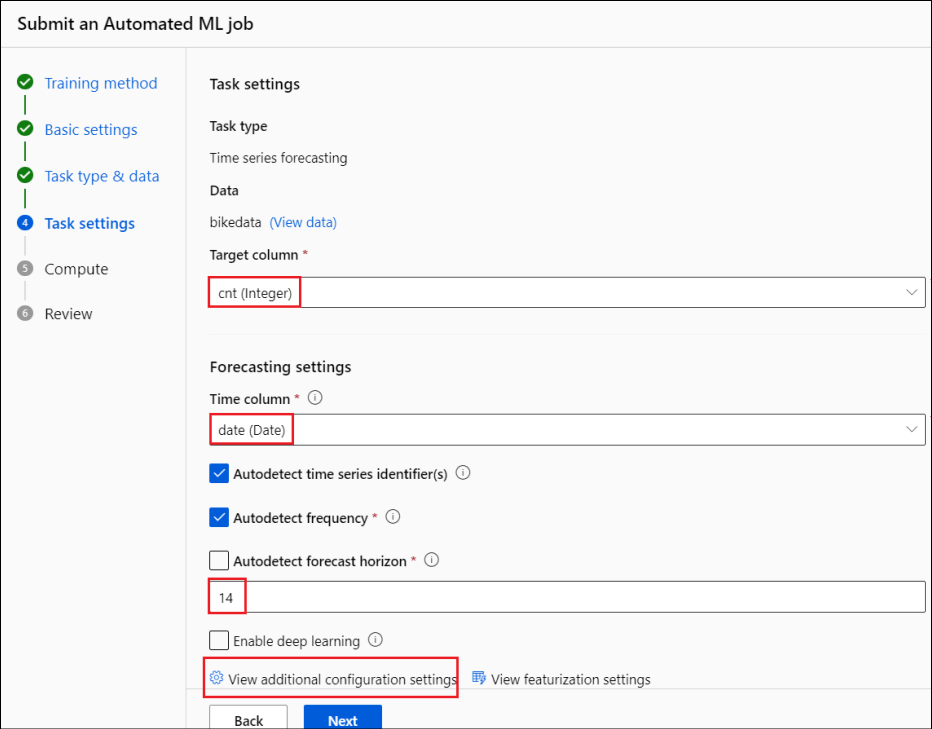 Submit an Automated ML job
Training method
Basic settings
Task type & data
4 Task settings
5 Compute
6 Review
Task settings
Task type
Time series forecasting
Data
bikedata (View data)
Target column *
cnt (Integer)
Forecasting settings
Time column *
date (Date)
Autodetect time series identifier(s)
Autodetect frequency *
Autodetect forecast horizon *
14
Enable deep learning
View additional configuration settings View featurization settings
Back Next